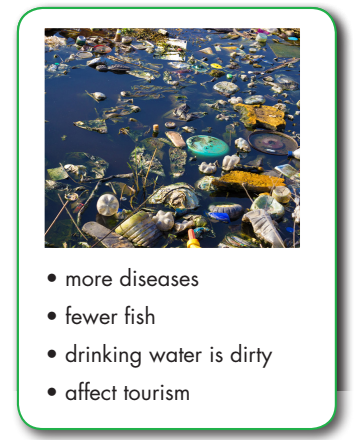 • more diseases
• fewer fish
• drinking water is dirty
• affect tourism